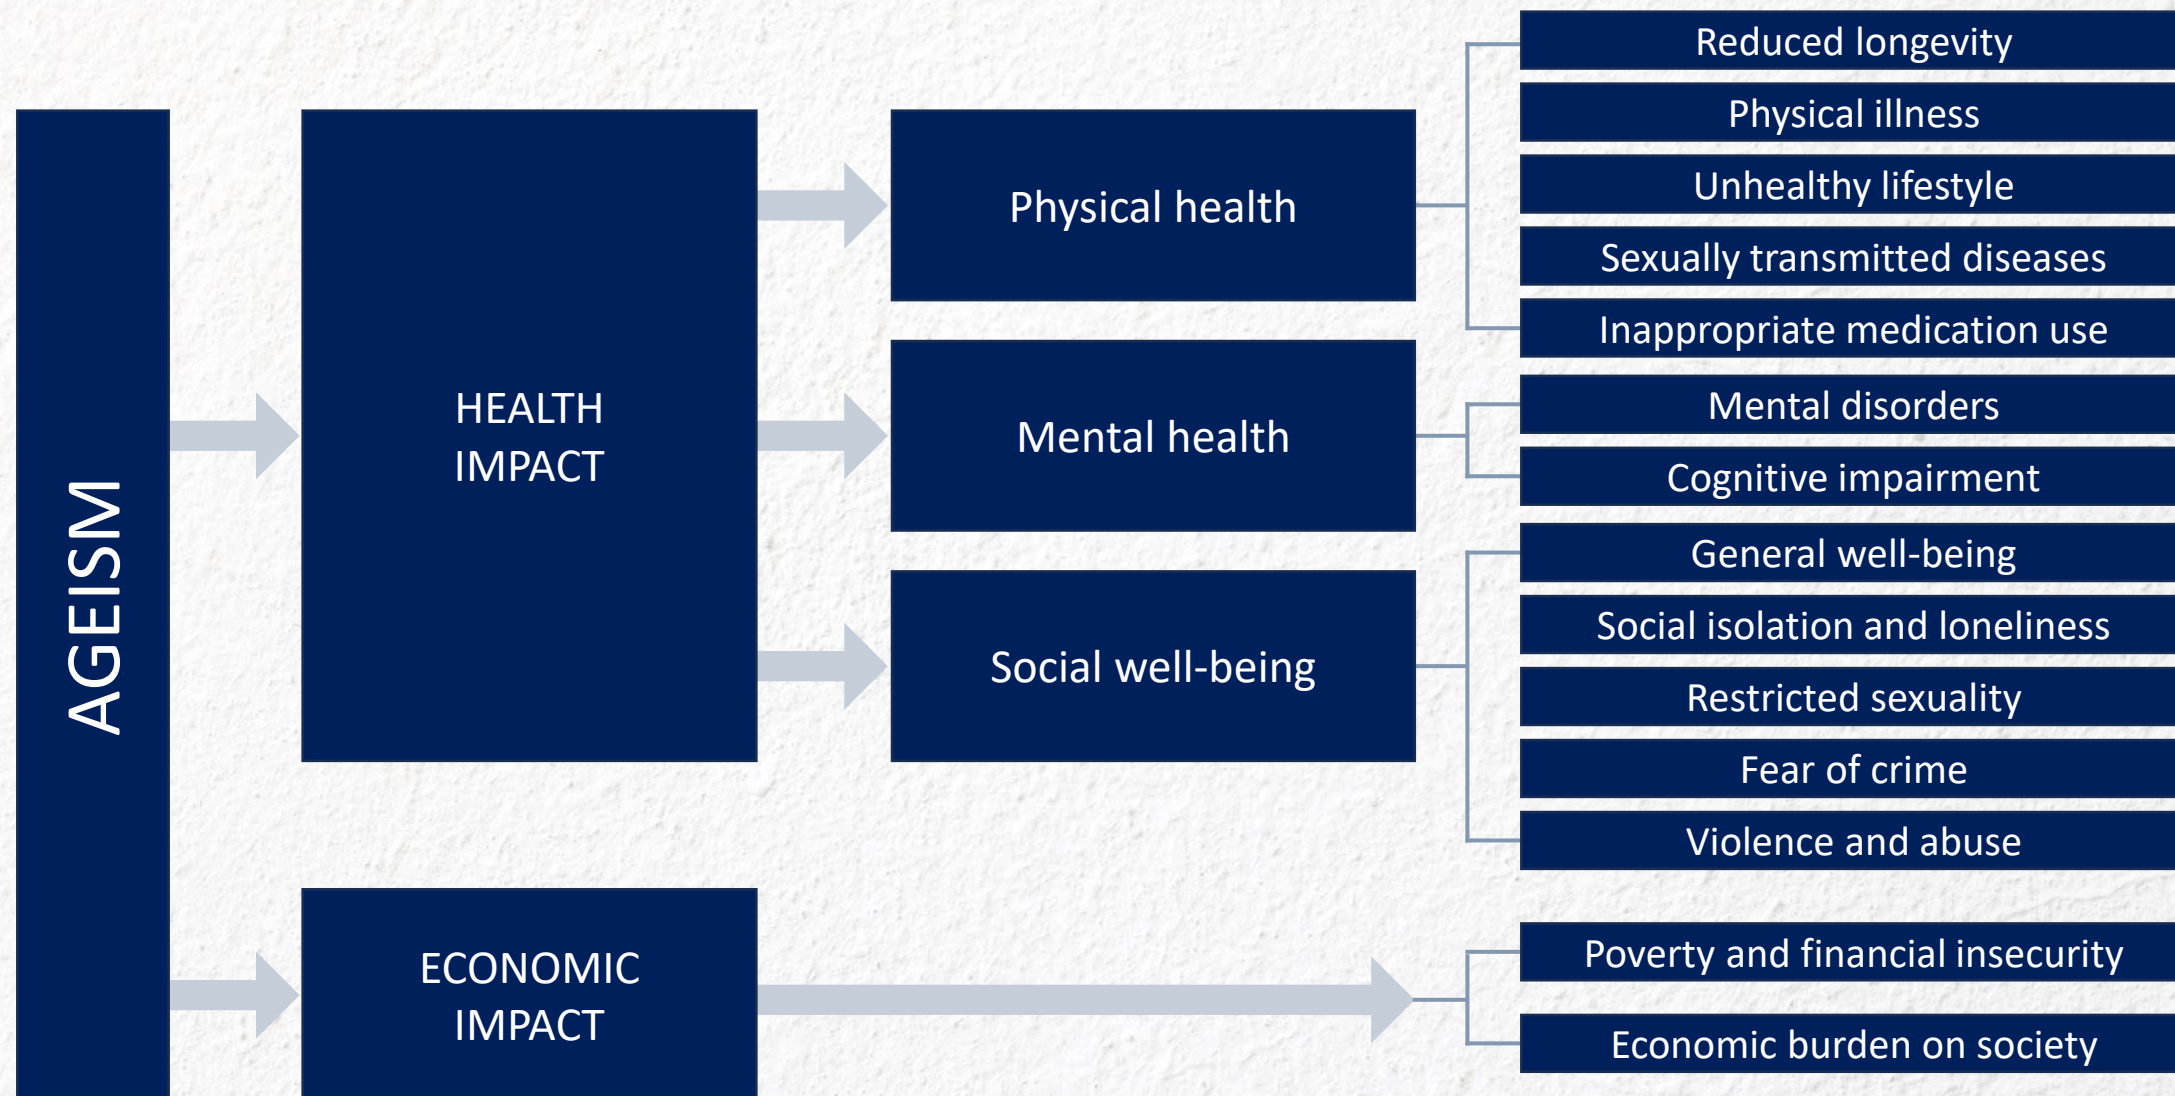 AGEISM
HEALTH
IMPACT
Physical health
Reduced longevity
Physical illness
Unhealthy lifestyle
Sexually transmitted diseases
Inappropriate medication use
Mental health
Mental disorders
Cognitive impairment
Social well-being
General well-being
Social isolation and loneliness
Restricted sexuality
Fear of crime
Violence and abuse
ECONOMIC
IMPACT
Poverty and financial insecurity
Economic burden on society